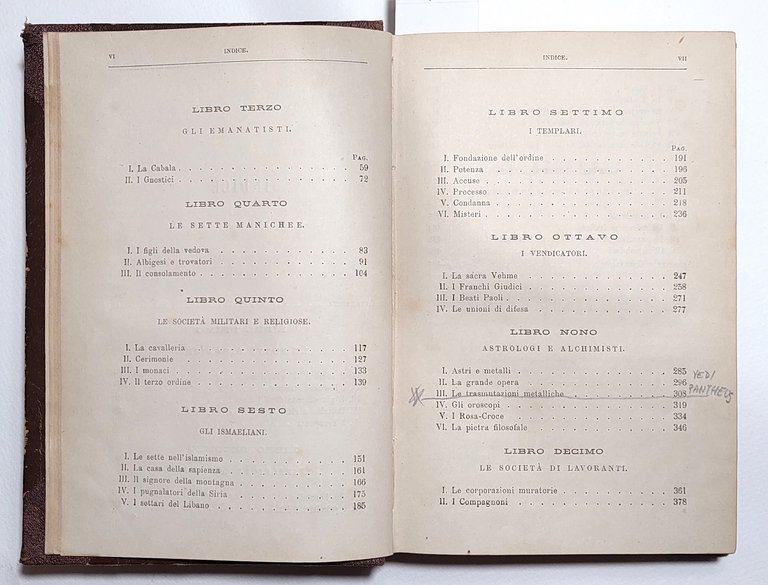 VI INDICE.
LIBRO TERZO
GLI EMANATISTI.
PAG.
I. La Cabala . . . . . . . . . . . . . . . 59
II. I Gnostici . . . . . . . . . . . . . . . 72
LIBRO QUARTO
LE SETTE MANICHEE.
I. I figli della vedova . . . . . . . . . . . . 83
II. Albigesi e trovatori . . . . . . . . . . . . 91
III. Il consolamento . . . . . . . . . . . . . 104
LIBRO QUINTO
LE SOCIETÀ MILITARI E RELIGIOSE.
I. La cavalleria . . . . . . . . . . . . . . 117
II. Cerimonie . . . . . . . . . . . . . . . 127
III. I monaci . . . . . . . . . . . . . . . 133
IV. Il terzo ordine . . . . . . . . . . . . . 139
LIBRO SESTO
GLI ISMAELIANI.
I. Le sette nell'islamismo . . . . . . . . . . . 151
II. La casa della sapienza . . . . . . . . . . . 161
III. Il signore della montagna . . . . . . . . . . 166
IV. I pugnalatori della Siria . . . . . . . . . . 175
V. I settari del Libano . . . . . . . . . . . . 185
INDICE. VII
LIBRO SETTIMO
I TEMPLARI.
PAG.
I. Fondazione dell'ordine . . . . . . . . . . . 191
II. Potenza . . . . . . . . . . . . . . . . 196
III. Accuse . . . . . . . . . . . . . . . . 205
IV. Processo . . . . . . . . . . . . . . . 211
V. Condanna . . . . . . . . . . . . . . . 218
VI. Misteri . . . . . . . . . . . . . . . . 236
LIBRO OTTAVO
I VENDICATORI.
I. La sacra Vehme . . . . . . . . . . . . . 247
II. I Franchi Giudici . . . . . . . . . . . . . 258
III. I Beati Paoli . . . . . . . . . . . . . . 271
IV. Le unioni di difesa . . . . . . . . . . . . 277
LIBRO NONO
ASTROLOGI E ALCHIMISTI.
I. Astri e metalli . . . . . . . . . . . . . . 285
II. La grande opera . . . . . . . . . . . . . 296 VEDI
III. Le trasmutazioni metalliche . . . . . . . . . 308 PANTHEUS
IV. Gli oroscopi . . . . . . . . . . . . . . 319
V. I Rosa-Croce . . . . . . . . . . . . . . 334
VI. La pietra filosofale . . . . . . . . . . . . 346
LIBRO DECIMO
LE SOCIETÀ DI LAVORANTI.
I. Le corporazioni muratorie . . . . . . . . . . 361
II. I Compagnoni . . . . . . . . . . . . . . 378